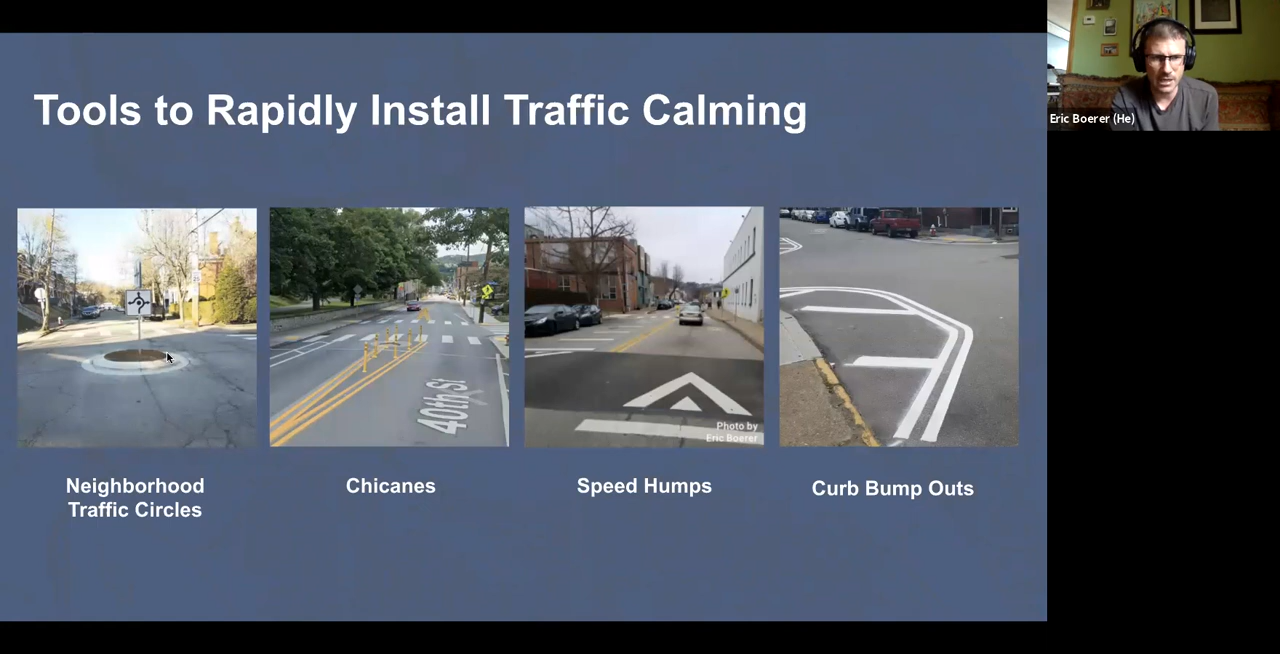 Tools to Rapidly Install Traffic Calming
Eric Boerer (He)
40th St
Photo by
Eric Boerer
Neighborhood
Traffic Circles
Chicanes
Speed Humps
Curb Bump Outs